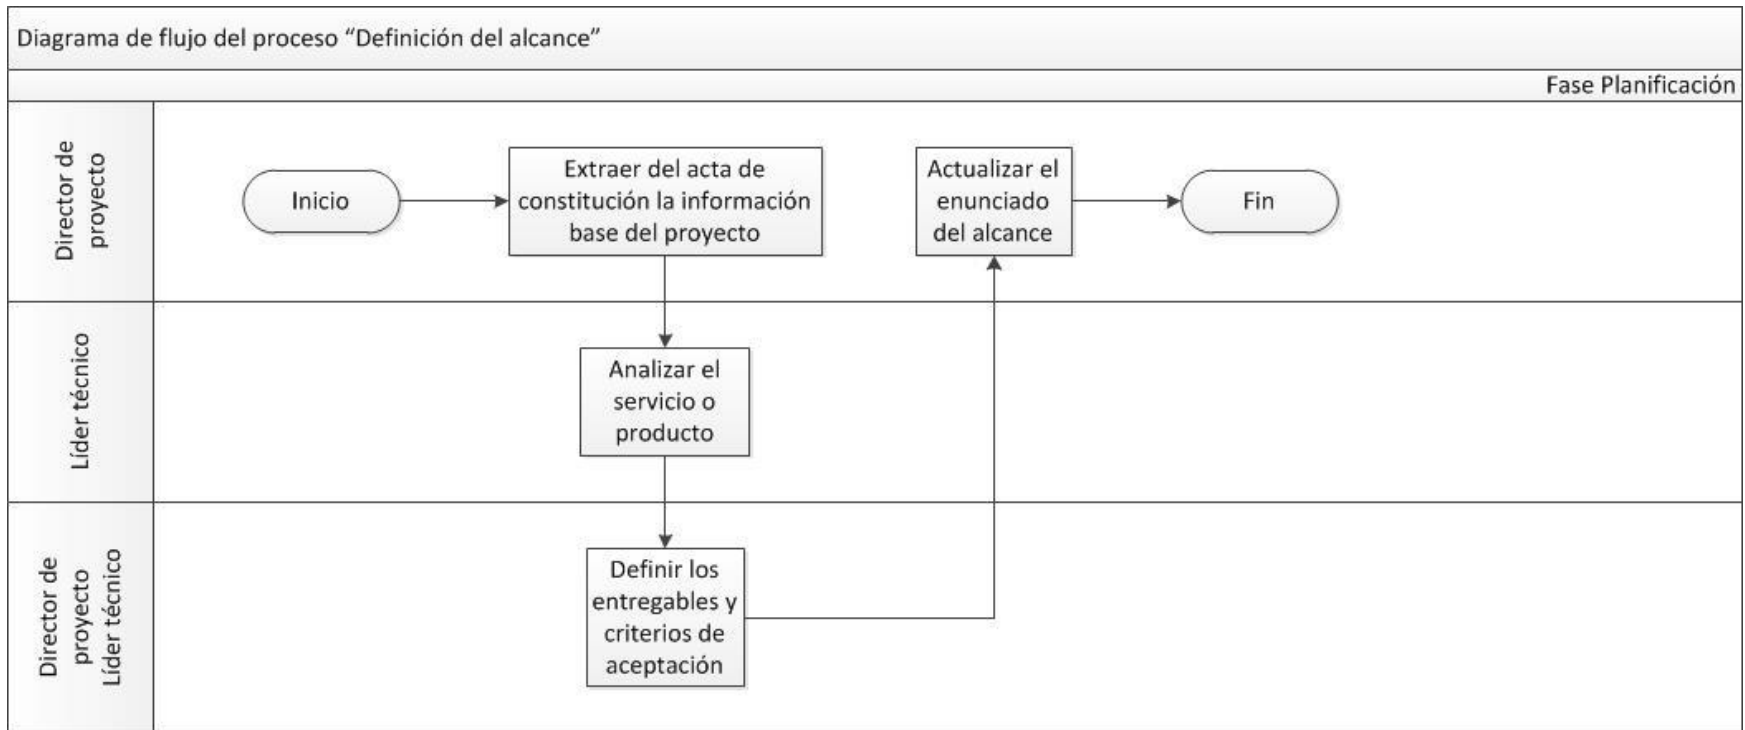 Diagrama de flujo del proceso “Definición del alcance”
Fase Planificación
Director de
proyecto
Inicio
Extraer del acta de
constitución la información
base del proyecto
Actualizar el
enunciado
del alcance
Fin
Líder técnico
Analizar el
servicio o
producto
Director de
proyecto
Líder técnico
Definir los
entregables y
criterios de
aceptación